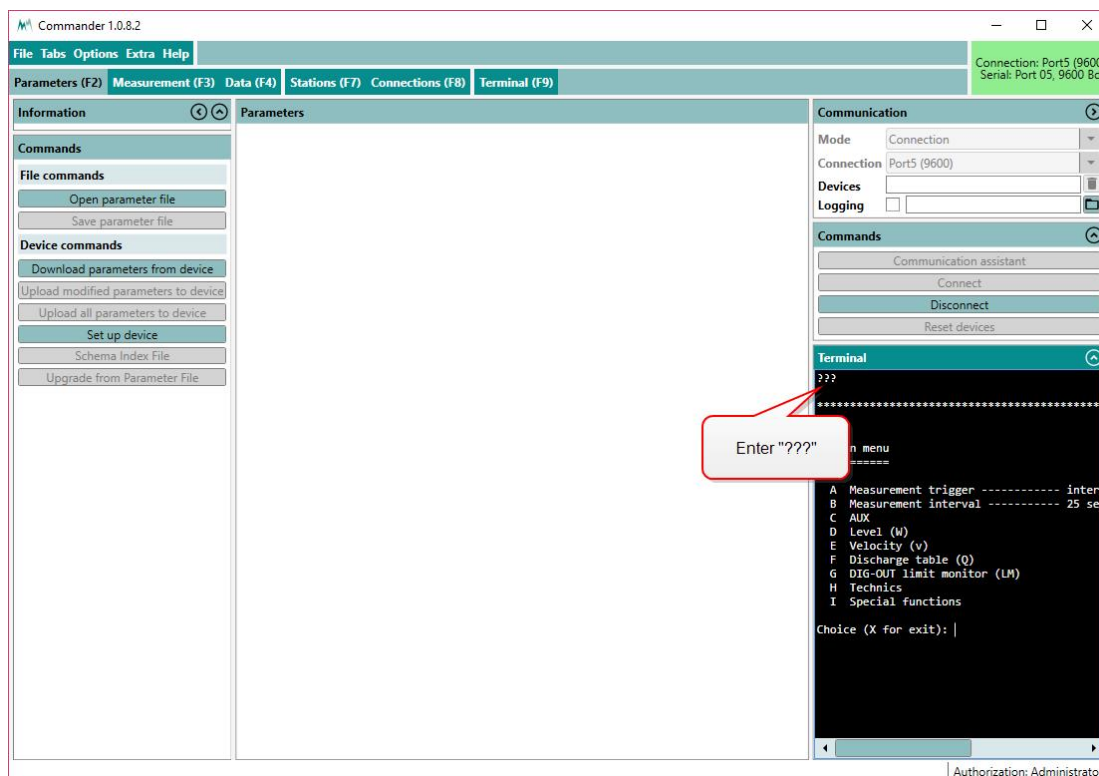 Commander 1.0.8.2
File Tabs Options Extra Help
Connection: Port5 (9600
Serial: Port 05, 9600 Bo
Parameters (F2) Measurement (F3) Data (F4) Stations (F7) Connections (F8) Terminal (F9)
Information
Commands
File commands
Open parameter file
Save parameter file
Device commands
Download parameters from device
Upload modified parameters to device
Upload all parameters to device
Set up device
Schema Index File
Upgrade from Parameter File
Parameters
Enter "???"
Communication
Mode Connection
Connection Port5 (9600)
Devices
Logging
Commands
Communication assistant
Connect
Disconnect
Reset devices
Terminal
???
*******************************************
n menu
======
A Measurement trigger ------------ inter
B Measurement interval ----------- 25 se
C AUX
D Level (W)
E Velocity (v)
F Discharge table (Q)
G DIG-OUT limit monitor (LM)
H Technics
I Special functions
Choice (X for exit):
Authorization: Administrato